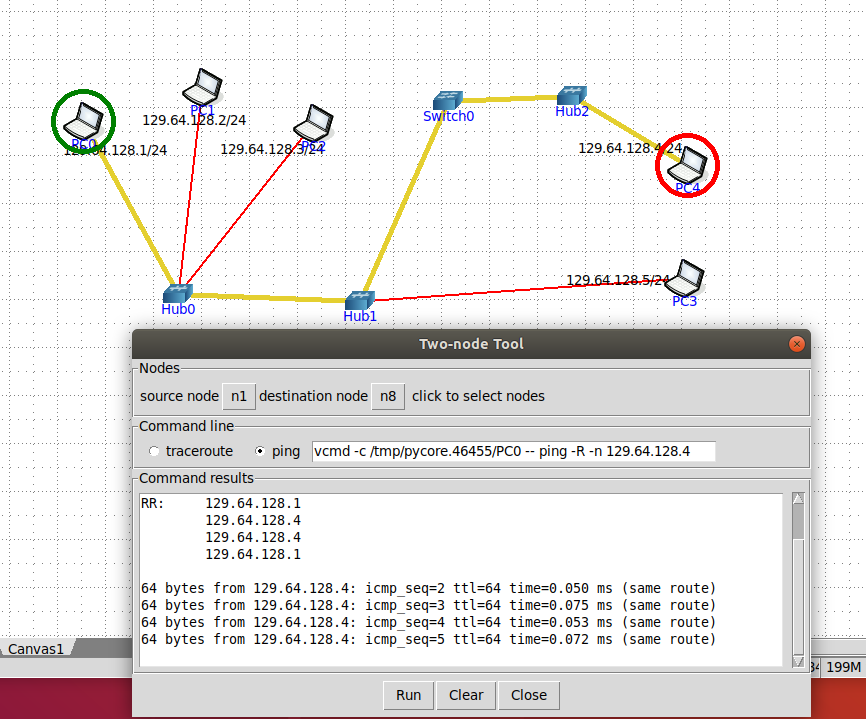 PC1
129.64.128.2/24
PC0
129.64.128.1/24
PC2
129.64.128.3/24
Switch0
Hub2
129.64.128.4/24
PC4
129.64.128.5/24
PC3
Hub0
Hub1
Two-node Tool
Nodes
source node n1 destination node n8 click to select nodes
Command line
traceroute ping vcmd -c /tmp/pycore.46455/PC0 -- ping -R -n 129.64.128.4
Command results
RR: 129.64.128.1
129.64.128.4
129.64.128.4
129.64.128.1
64 bytes from 129.64.128.4: icmp_seq=2 ttl=64 time=0.050 ms (same route)
64 bytes from 129.64.128.4: icmp_seq=3 ttl=64 time=0.075 ms (same route)
64 bytes from 129.64.128.4: icmp_seq=4 ttl=64 time=0.053 ms (same route)
64 bytes from 129.64.128.4: icmp_seq=5 ttl=64 time=0.072 ms (same route)
Canvas1
199M
Run Clear Close